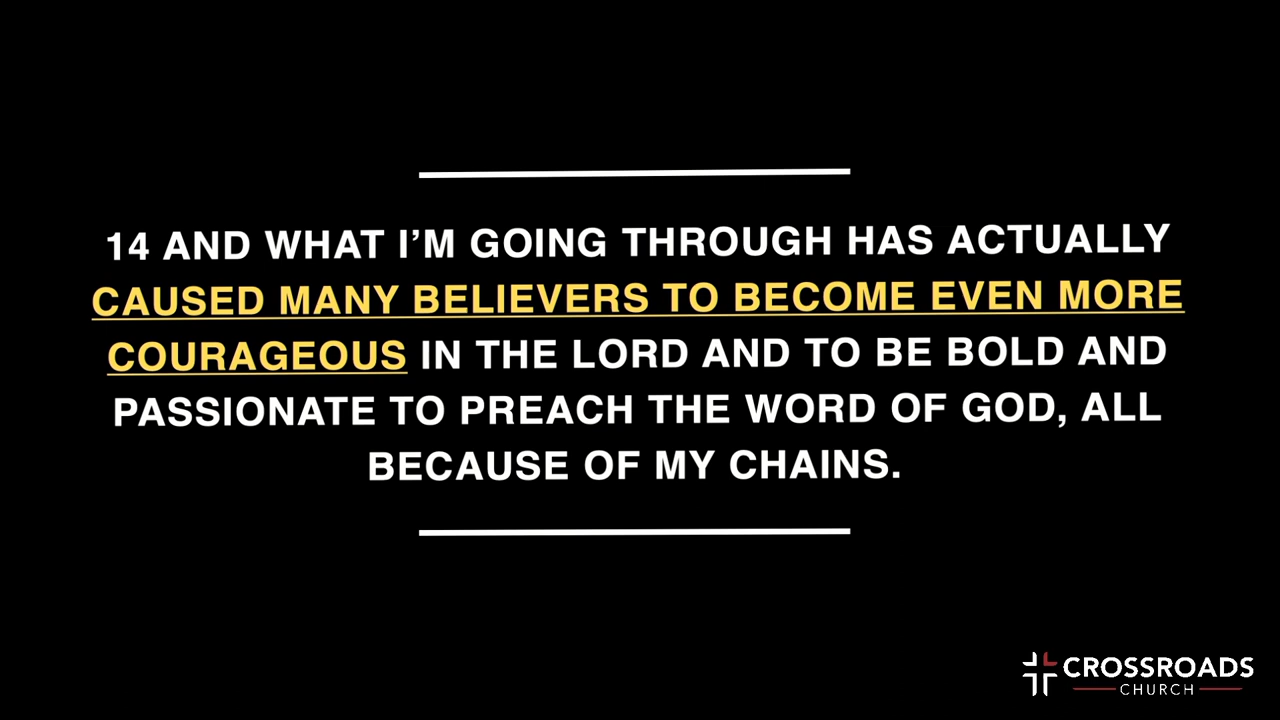 14 AND WHAT I’M GOING THROUGH HAS ACTUALLY
CAUSED MANY BELIEVERS TO BECOME EVEN MORE
COURAGEOUS IN THE LORD AND TO BE BOLD AND
PASSIONATE TO PREACH THE WORD OF GOD, ALL
BECAUSE OF MY CHAINS.
CROSSROADS
CHURCH